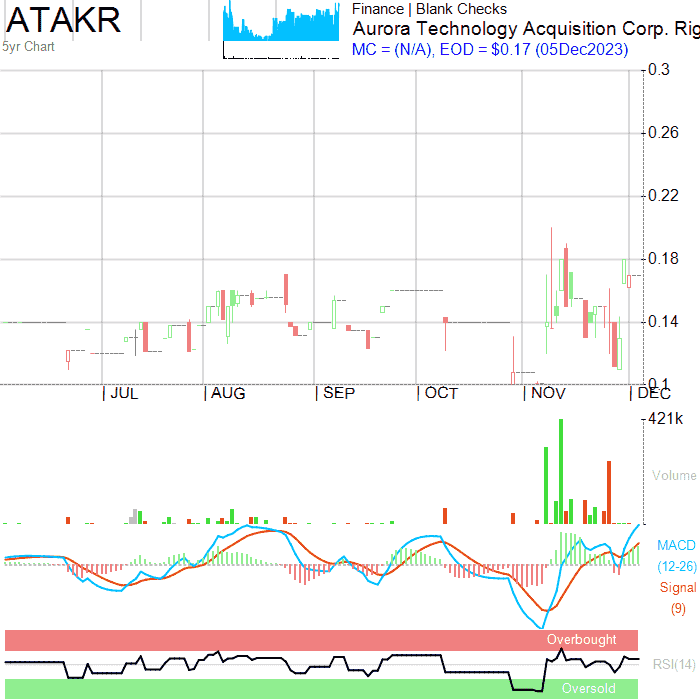 ATAKR
5yr Chart
Finance | Blank Checks
Aurora Technology Acquisition Corp. Rig
MC = (N/A), EOD = $0.17 (05Dec2023)
0.3
0.26
0.22
0.18
0.14
0.1
JUL
AUG
SEP
OCT
NOV
DEC
421k
Volume
MACD
(12-26)
Signal
(9)
Overbought
RSI(14)
Oversold